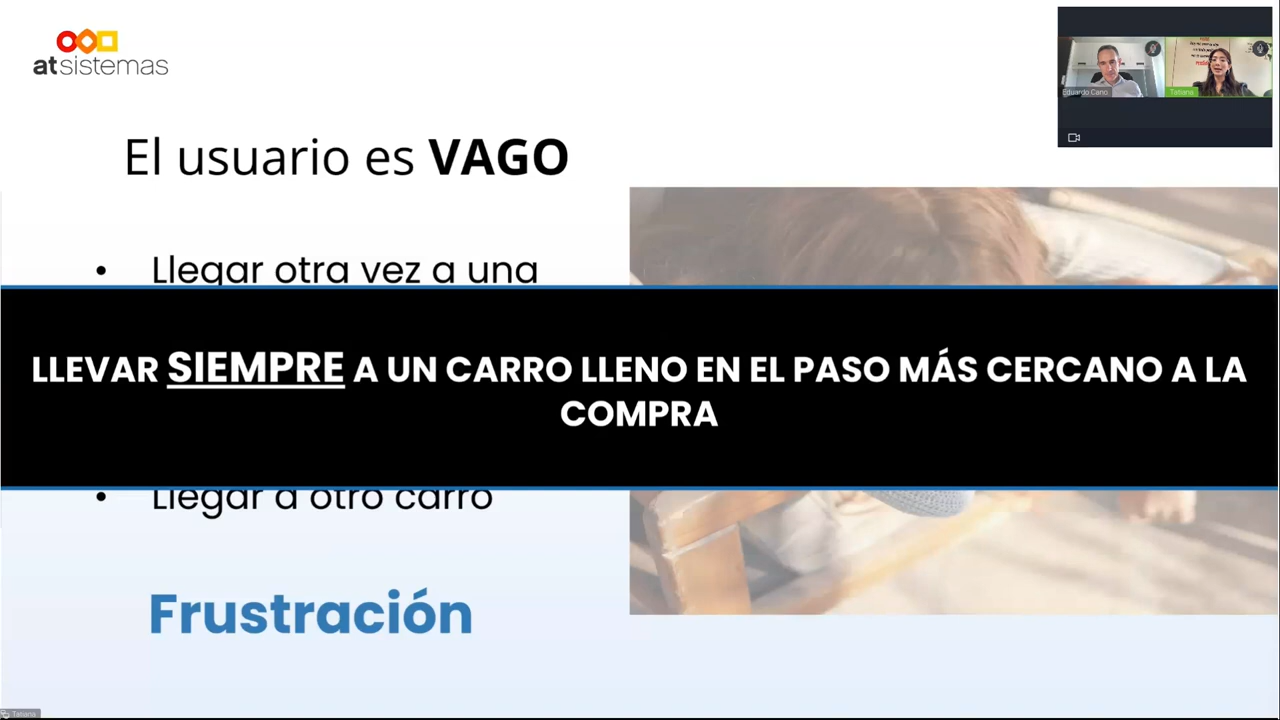 atsistemas
Eduardo Cano
Tatiana
El usuario es VAGO
• Llegar otra vez a una
LLEVAR SIEMPRE A UN CARRO LLENO EN EL PASO MÁS CERCANO A LA
COMPRA
• Llegar a otro carro
Frustración
Tatiana